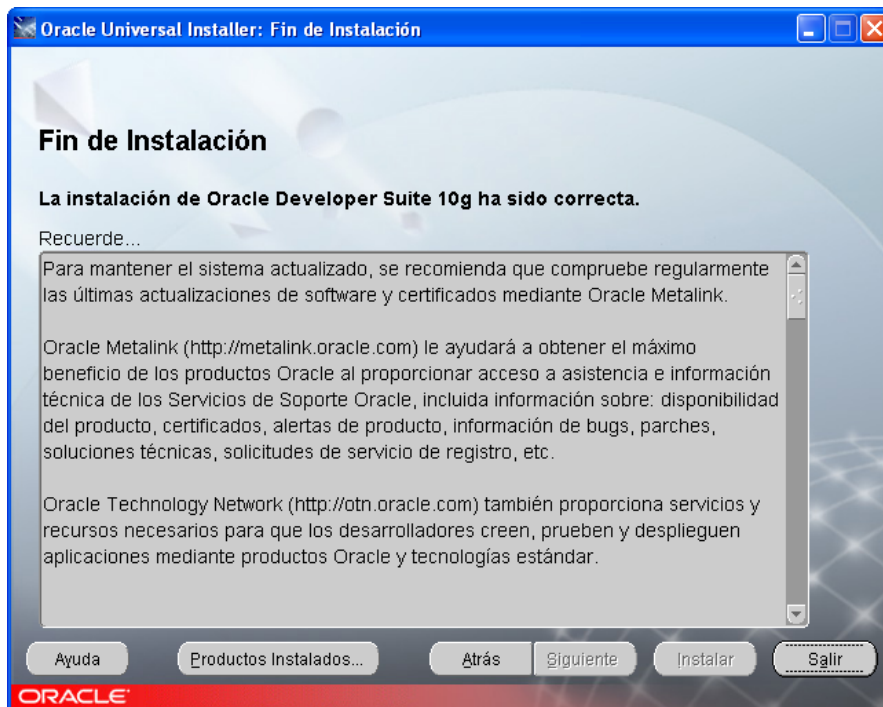 Oracle Universal Installer: Fin de Instalación
Fin de Instalación
La instalación de Oracle Developer Suite 10g ha sido correcta.
Recuerde...
Para mantener el sistema actualizado, se recomienda que compruebe regularmente
las últimas actualizaciones de software y certificados mediante Oracle Metalink.
Oracle Metalink (http://metalink.oracle.com) le ayudará a obtener el máximo
beneficio de los productos Oracle al proporcionar acceso a asistencia e información
técnica de los Servicios de Soporte Oracle, incluida información sobre: disponibilidad
del producto, certificados, alertas de producto, información de bugs, parches,
soluciones técnicas, solicitudes de servicio de registro, etc.
Oracle Technology Network (http://otn.oracle.com) también proporciona servicios y
recursos necesarios para que los desarrolladores creen, prueben y desplieguen
aplicaciones mediante productos Oracle y tecnologías estándar.
Ayuda Productos Instalados... Atrás Siguiente Instalar Salir
ORACLE